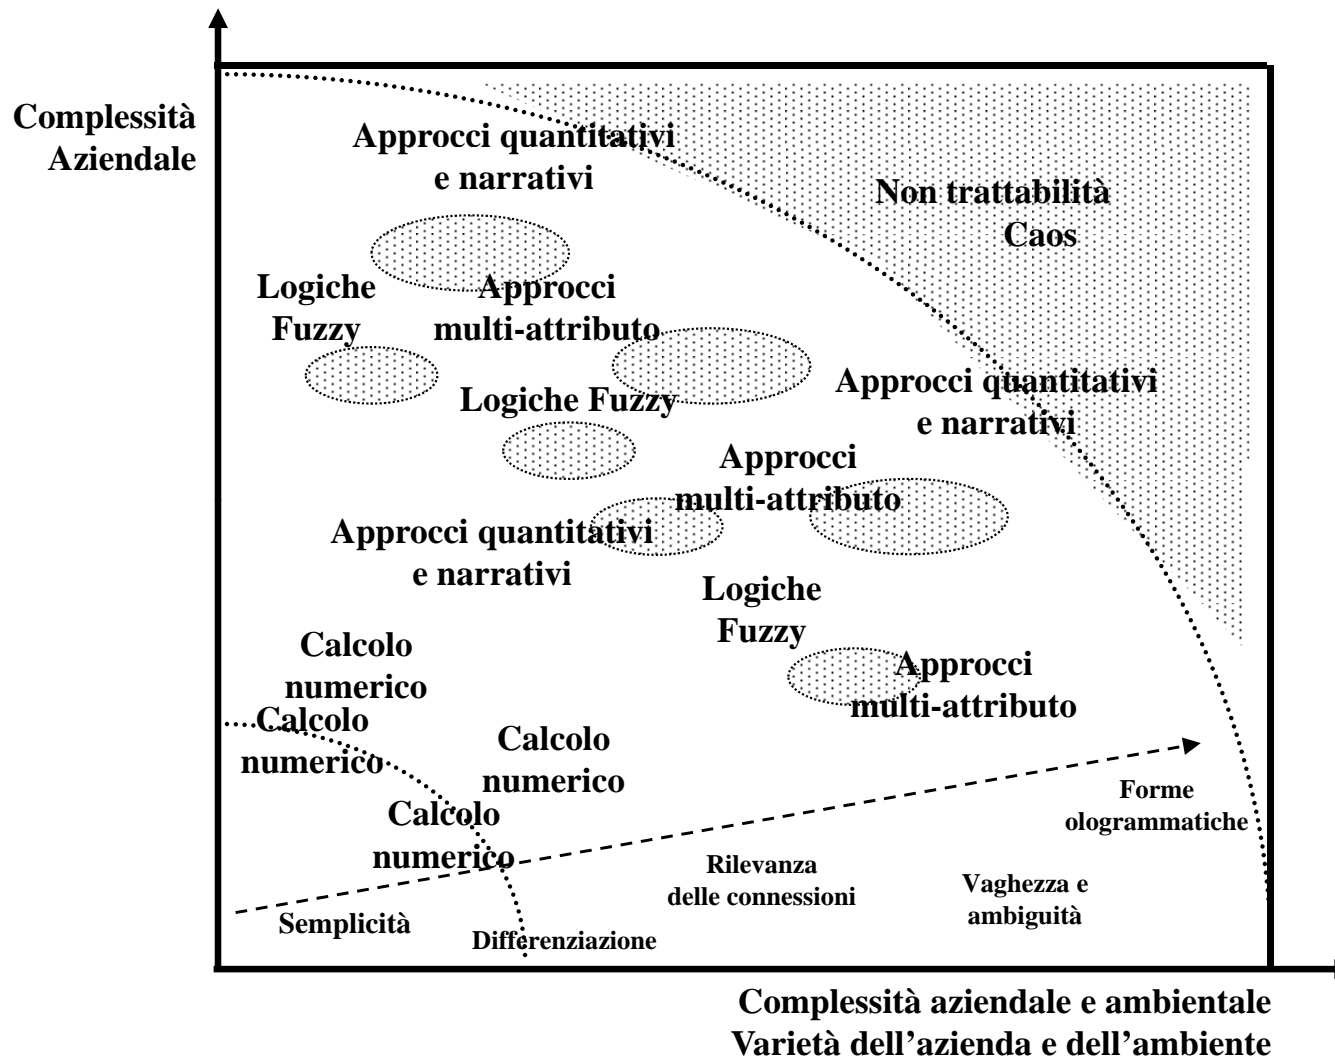 Complessità
Aziendale
Approcci quantitativi
e narrativi
Non trattabilità
Caos
Logiche
Fuzzy
Approcci
multi-attributo
Logiche Fuzzy
Approcci quantitativi
e narrativi
Approcci
multi-attributo
Approcci quantitativi
e narrativi
Logiche
Fuzzy
Calcolo
numerico
Approcci
multi-attributo
Calcolo
numerico
Calcolo
numerico
Calcolo
numerico
Forme
ologrammatiche
Rilevanza
delle connessioni
Vaghezza e
ambiguità
Semplicità
Differenziazione
Complessità aziendale e ambientale
Varietà dell’azienda e dell’ambiente